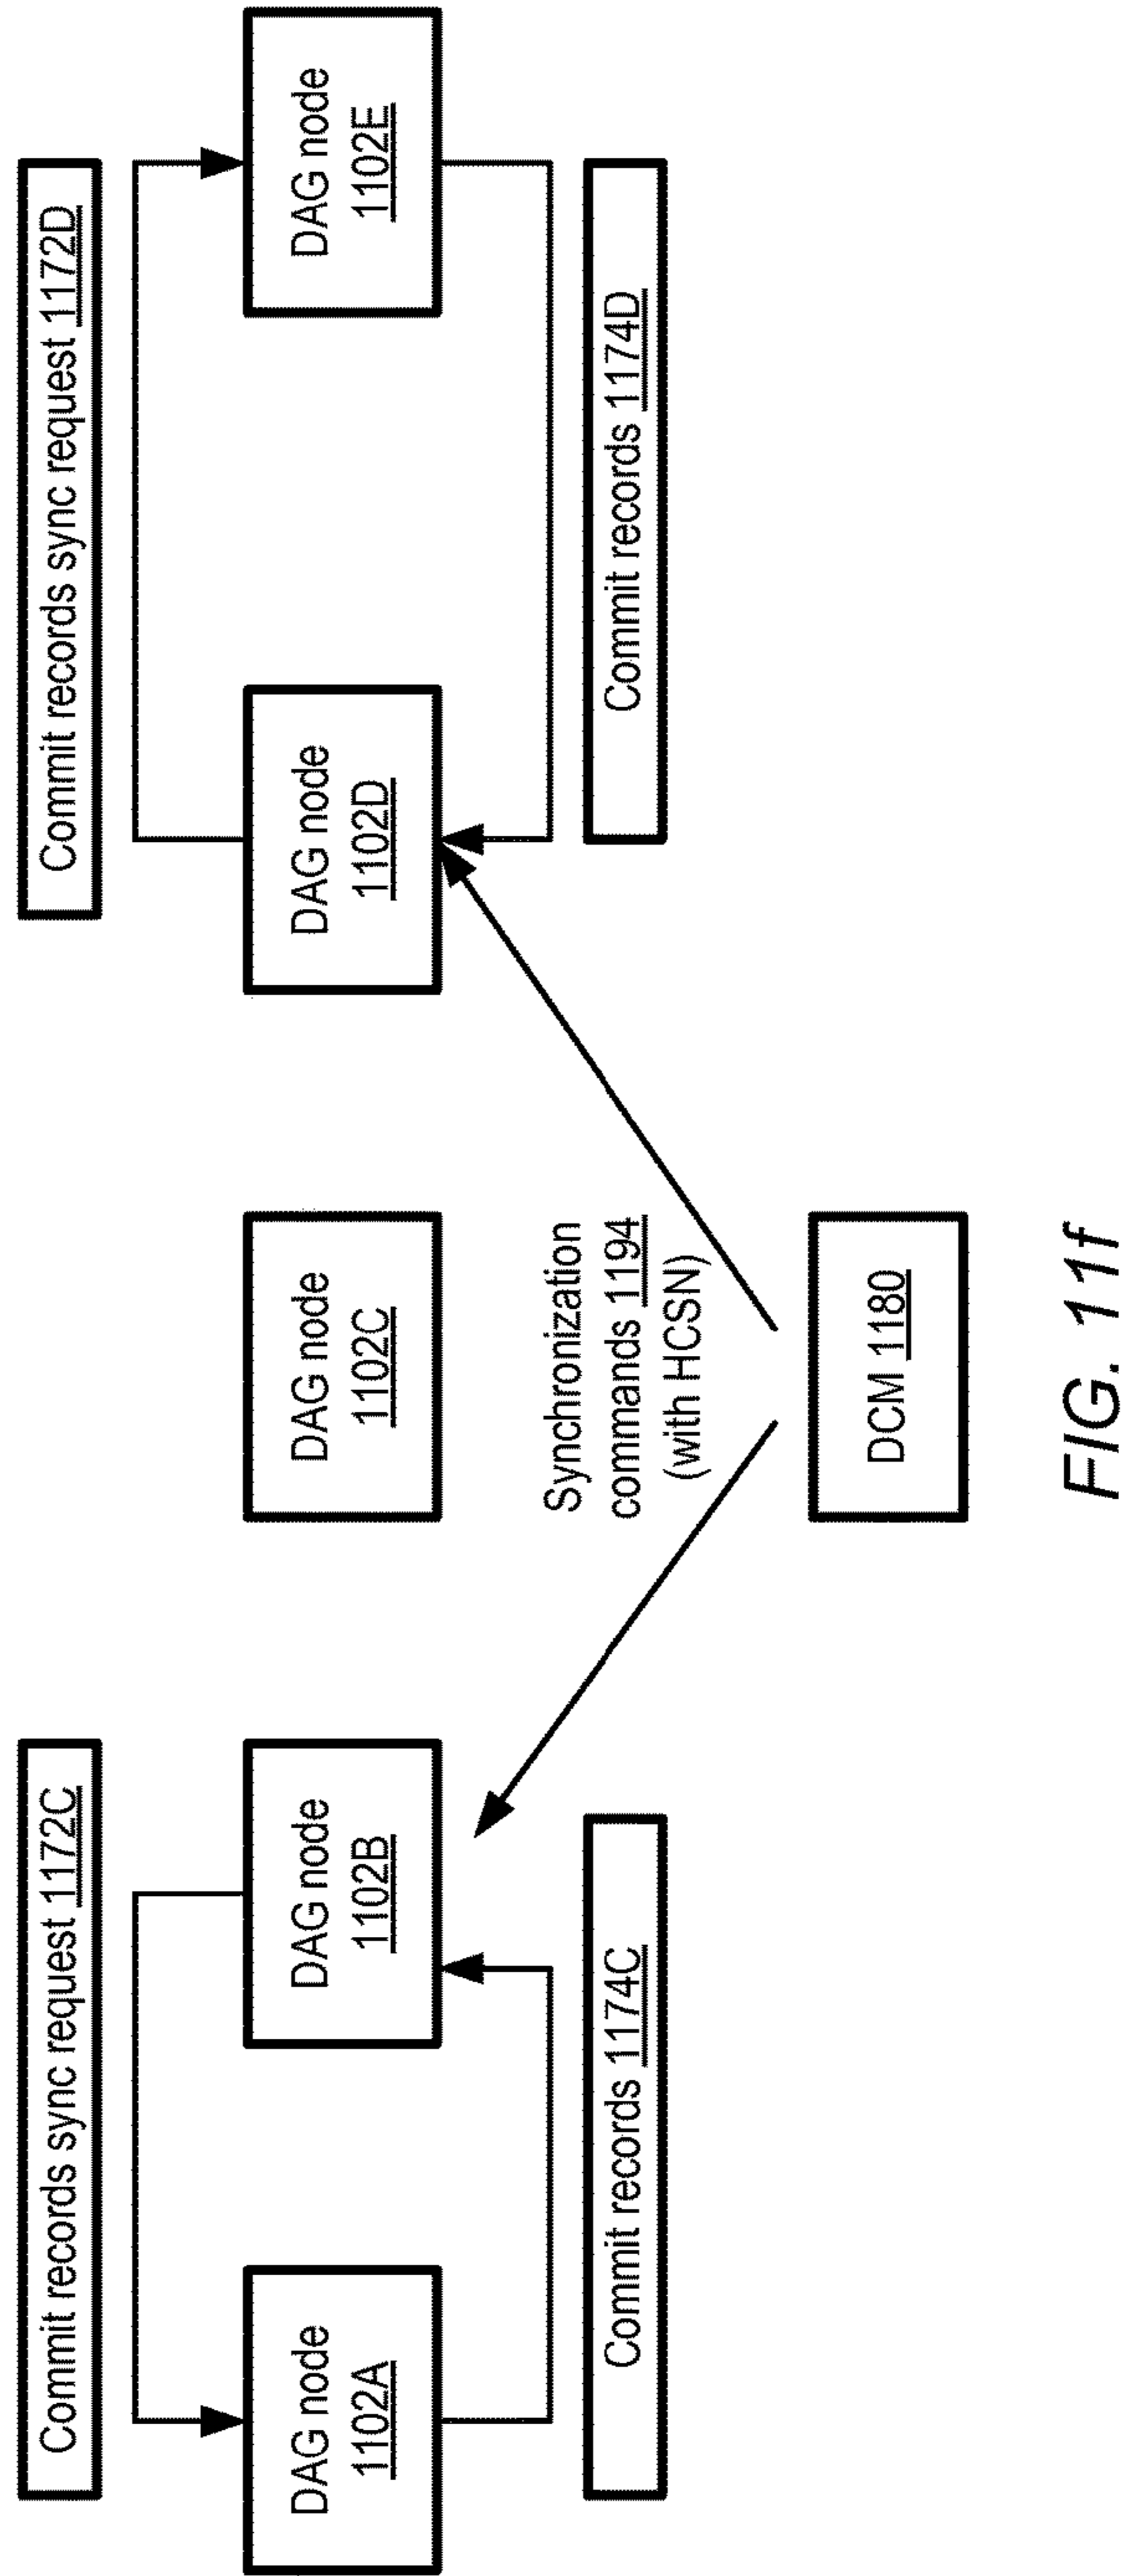 Commit records sync request 1172C
Commit records sync request 1172D
DAG node
1102A
DAG node
1102B
DAG node
1102C
DAG node
1102D
DAG node
1102E
Synchronization
commands 1194
(with HCSN)
Commit records 1174C
Commit records 1174D
DCM 1180
FIG. 11f